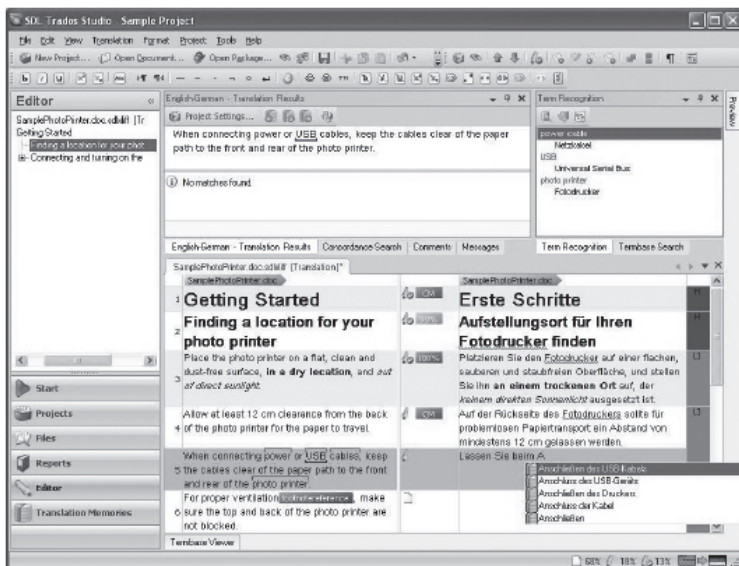 SDL Trados Studio - Sample Project
File Edit View Translation Format Project Tools Help
New Project... Open Document... Open Package...
Editor
SamplePhotoPrinter.doc.sdlxliff [Tr
Getting Started
Finding a location for your phot
Connecting and turning on the
Start
Projects
Files
Reports
Editor
Translation Memories
English-German - Translation Results
Project Settings...
When connecting power or USB cables, keep the cables clear of the paper
path to the front and rear of the photo printer.
No matches found.
English-German - Translation Results Concordance Search Comments Messages
Term Recognition
power cable
Netzkabel
USB
Universal Serial Bus
photo printer
Fotodrucker
Term Recognition Termbase Search
Preview
SamplePhotoPrinter.doc.sdlxliff [Translation]*
SamplePhotoPrinter.doc
SamplePhotoPrinter.doc
1 Getting Started
CM
Erste Schritte
H
2 Finding a location for your
photo printer
100%
Aufstellungsort für Ihren
Fotodrucker finden
H
3 Place the photo printer on a flat, clean and
dust-free surface, in a dry location, and out
of direct sunlight.
100%
Platzieren Sie den Fotodrucker auf einer flachen,
sauberen und staubfreien Oberfläche, und stellen
Sie ihn an einem trockenen Ort auf, der
keinem direkten Sonnenlicht ausgesetzt ist.
LI
4 Allow at least 12 cm clearance from the back
of the photo printer for the paper to travel.
CM
Auf der Rückseite des Fotodruckers sollte für
problemlosen Papiertransport ein Abstand von
mindestens 12 cm gelassen werden.
LI
5 When connecting power or USB cables, keep
the cables clear of the paper path to the front
and rear of the photo printer.
Lassen Sie beim A
Anschließen des USB-Kabels
Anschluss des USB-Geräts
Anschließen des Druckers
Anschluss der Kabel
Anschließen
6 For proper ventilation footnote reference, make
sure the top and back of the photo printer are
not blocked.
Termbase Viewer
68% 18% 13%